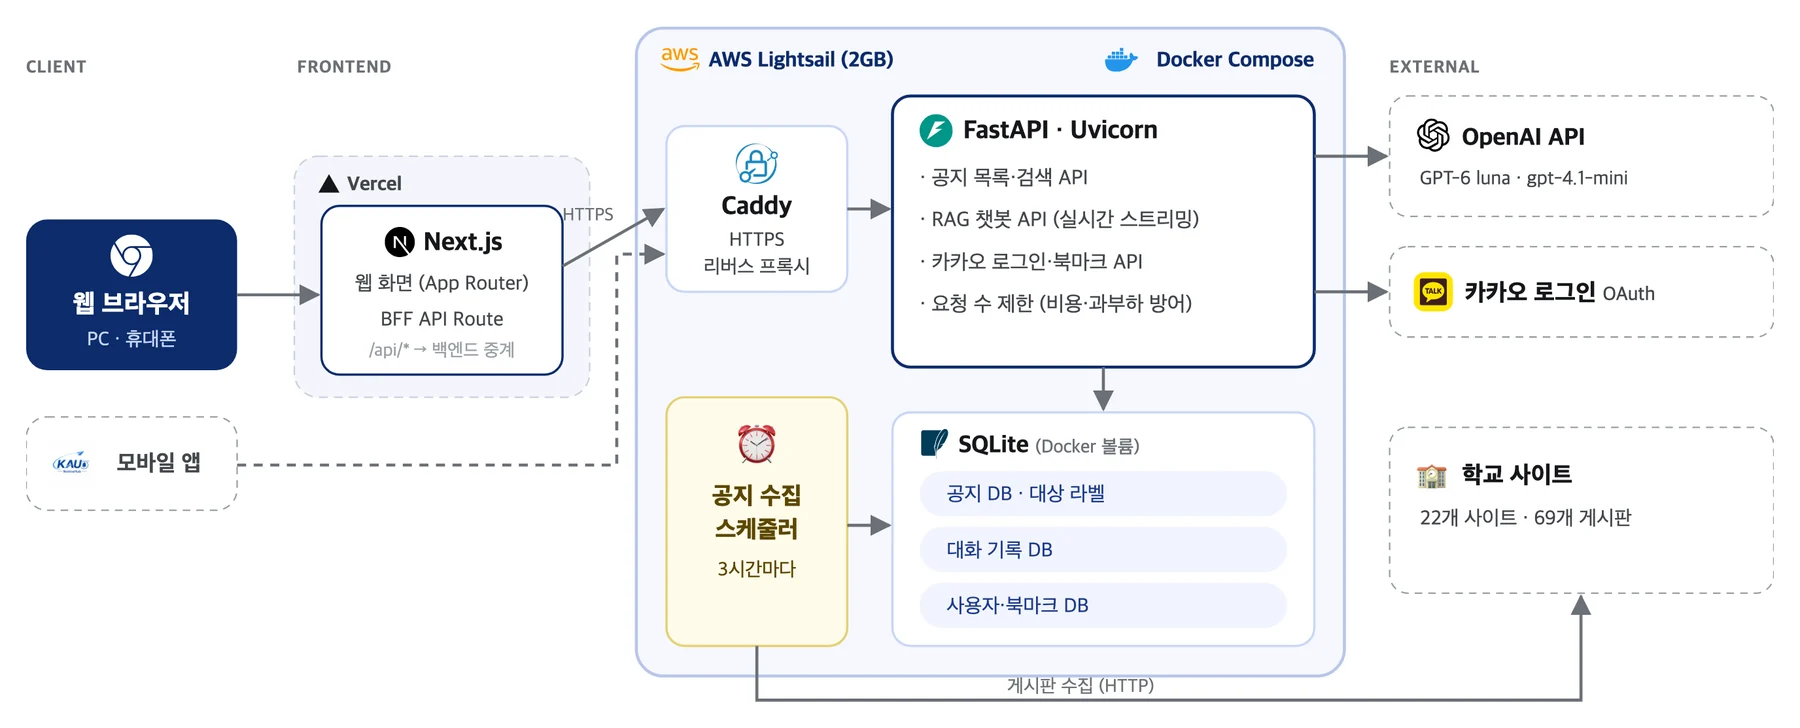 CLIENT
FRONTEND
aws AWS Lightsail (2GB)
Docker Compose
EXTERNAL
웹 브라우저
PC · 휴대폰
KAU
모바일 앱
Vercel
N Next.js
웹 화면 (App Router)
BFF API Route
/api/* → 백엔드 중계
HTTPS
Caddy
HTTPS
리버스 프록시
FastAPI · Uvicorn
· 공지 목록·검색 API
· RAG 챗봇 API (실시간 스트리밍)
· 카카오 로그인·북마크 API
· 요청 수 제한 (비용·과부하 방어)
공지 수집
스케줄러
3시간마다
SQLite (Docker 볼륨)
공지 DB · 대상 라벨
대화 기록 DB
사용자·북마크 DB
OpenAI API
GPT-6 luna · gpt-4.1-mini
TALK 카카오 로그인 OAuth
학교 사이트
22개 사이트 · 69개 게시판
게시판 수집 (HTTP)